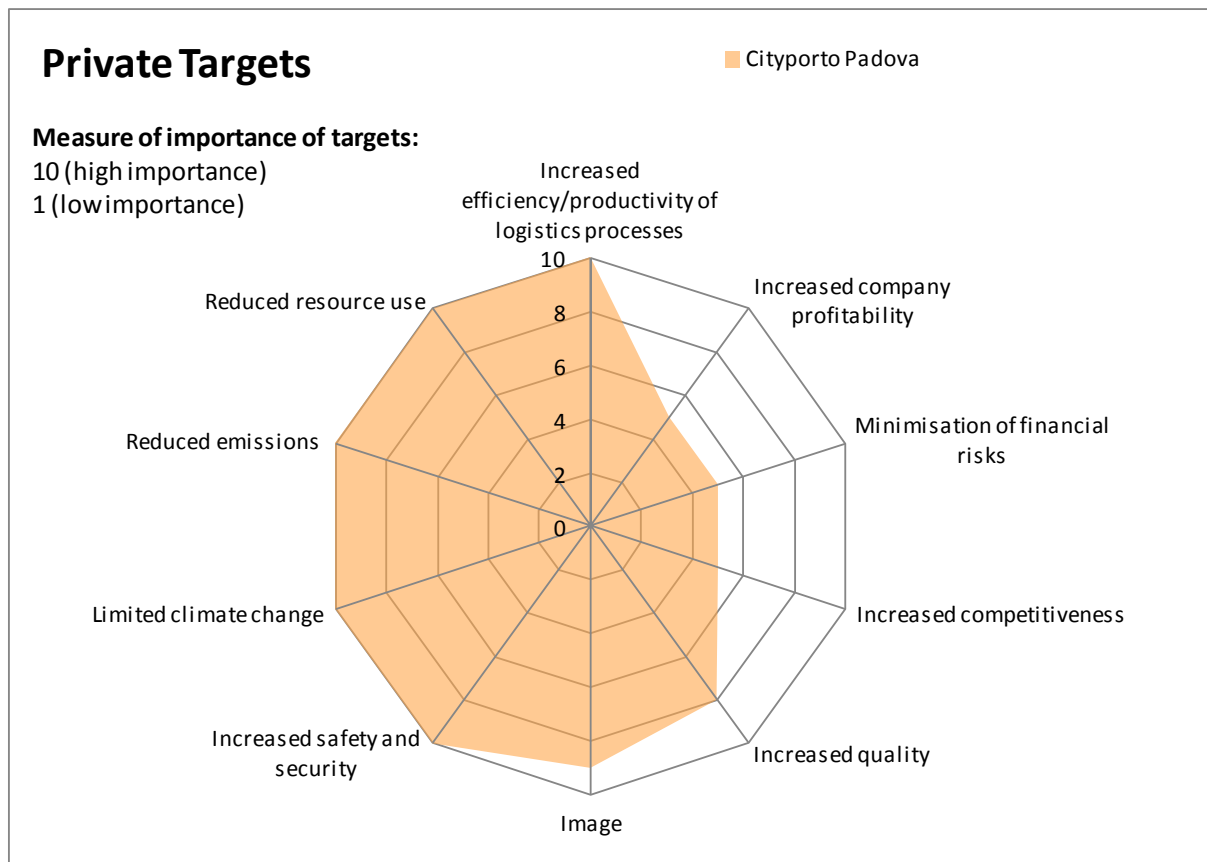 Private Targets
Cityporto Padova
Measure of importance of targets:
10 (high importance)
1 (low importance)
Increased
efficiency/productivity of
logistics processes
Increased company
profitability
Minimisation of financial
risks
Increased competitiveness
Increased quality
Image
Increased safety and
security
Limited climate change
Reduced emissions
Reduced resource use
10
8
6
4
2
0